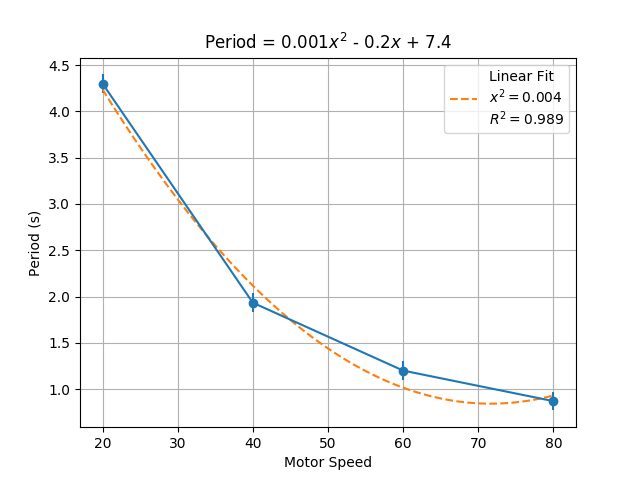 Period = 0.001x² - 0.2x + 7.4
Linear Fit
x² = 0.004
R² = 0.989
4.5
4.0
3.5
3.0
2.5
2.0
1.5
1.0
Period (s)
20 30 40 50 60 70 80
Motor Speed